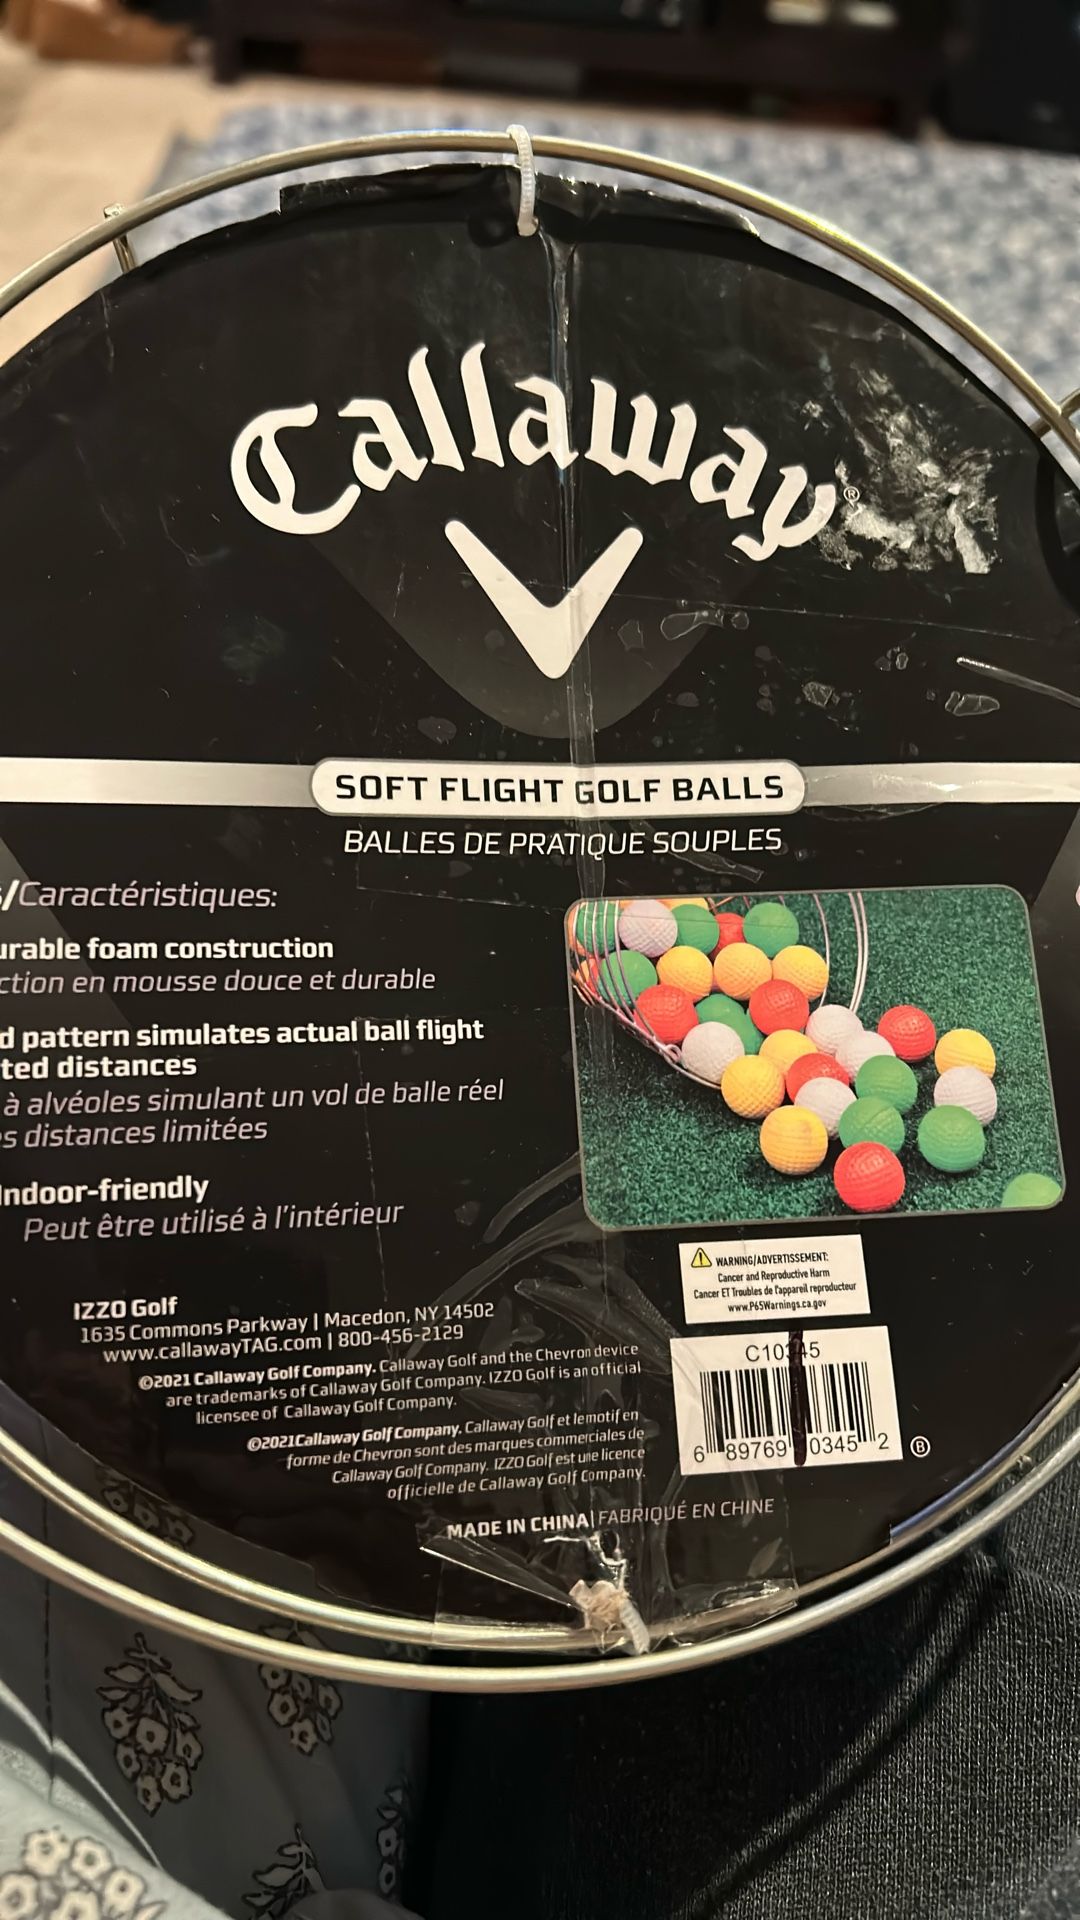 Callaway®
SOFT FLIGHT GOLF BALLS
BALLES DE PRATIQUE SOUPLES
/Caractéristiques:
urable foam construction
ction en mousse douce et durable
d pattern simulates actual ball flight
ted distances
à alvéoles simulant un vol de balle réel
s distances limitées
Indoor-friendly
Peut être utilisé à l'intérieur
IZZO Golf
1635 Commons Parkway | Macedon, NY 14502
www.callawayTAG.com | 800-456-2129
©2021 Callaway Golf Company. Callaway Golf and the Chevron device
are trademarks of Callaway Golf Company. IZZO Golf is an official
licensee of Callaway Golf Company.
©2021Callaway Golf Company. Callaway Golf et le motif en
forme de Chevron sont des marques commerciales de
Callaway Golf Company. IZZO Golf est une licence
officielle de Callaway Golf Company.
MADE IN CHINA | FABRIQUÉ EN CHINE
WARNING/ADVERTISSEMENT:
Cancer and Reproductive Harm
Cancer ET Troubles de l'appareil reproducteur
www.P65Warnings.ca.gov
C10345
6 89769 10345 2
B